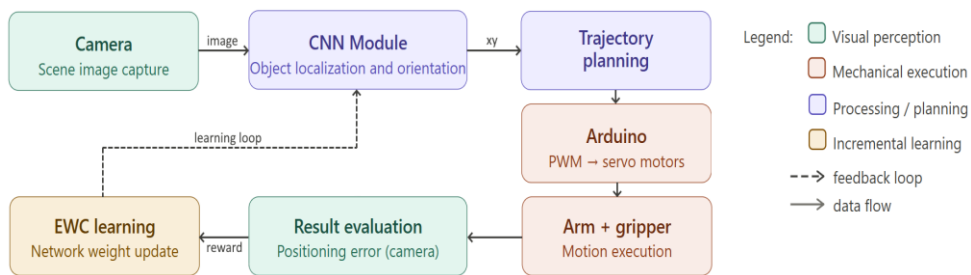 Camera
Scene image capture
image
CNN Module
Object localization and orientation
xy
Trajectory
planning
Legend:
Visual perception
Mechanical execution
Processing / planning
Incremental learning
feedback loop
data flow
learning loop
Arduino
PWM → servo motors
EWC learning
Network weight update
reward
Result evaluation
Positioning error (camera)
Arm + gripper
Motion execution